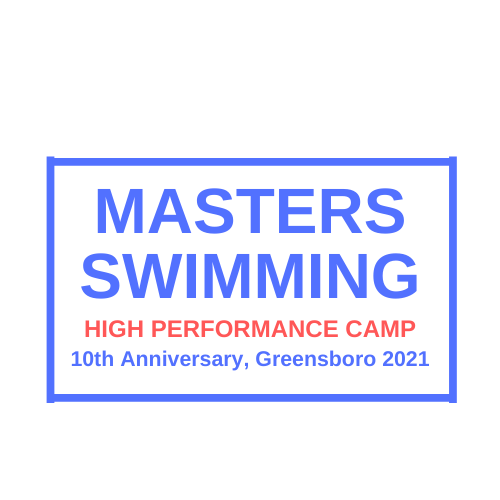 MASTERS
SWIMMING
HIGH PERFORMANCE CAMP
10th Anniversary, Greensboro 2021